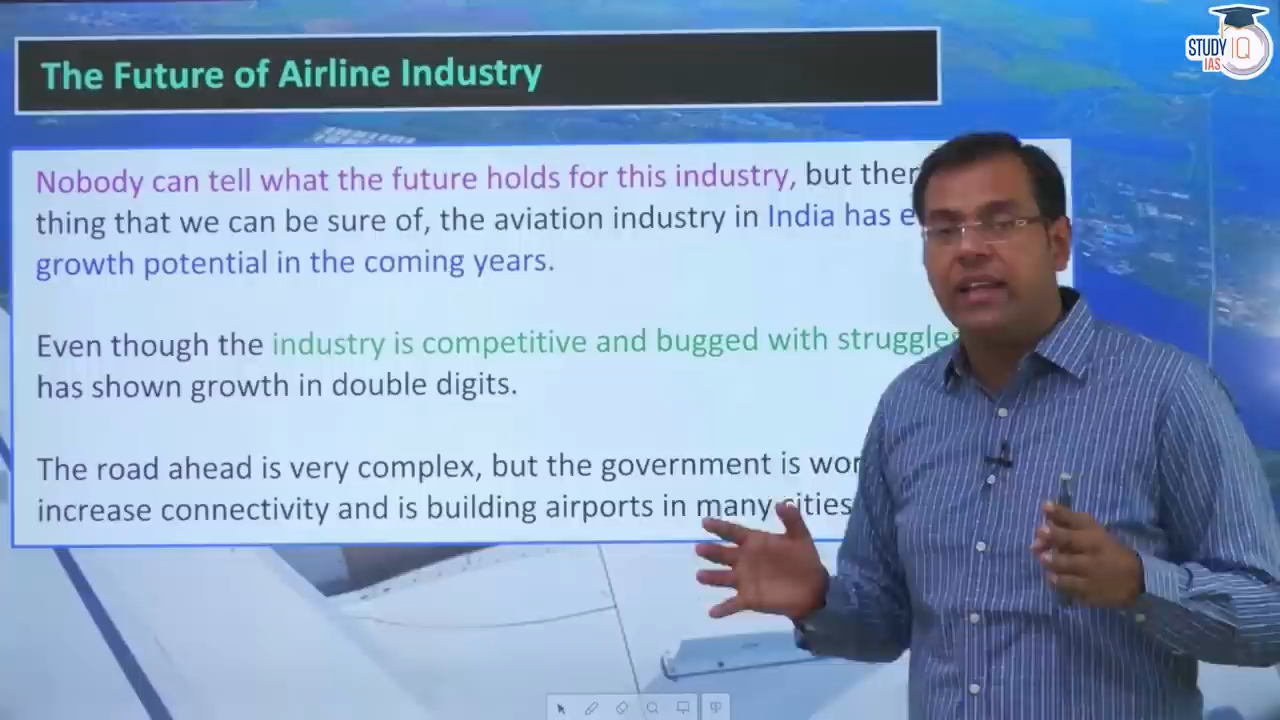 STUDY IQ
IAS
The Future of Airline Industry
Nobody can tell what the future holds for this industry, but
thing that we can be sure of, the aviation industry in India has
growth potential in the coming years.
Even though the industry is competitive and bugged with
has shown growth in double digits.
The road ahead is very complex, but the government is
increase connectivity and is building airports in many cities